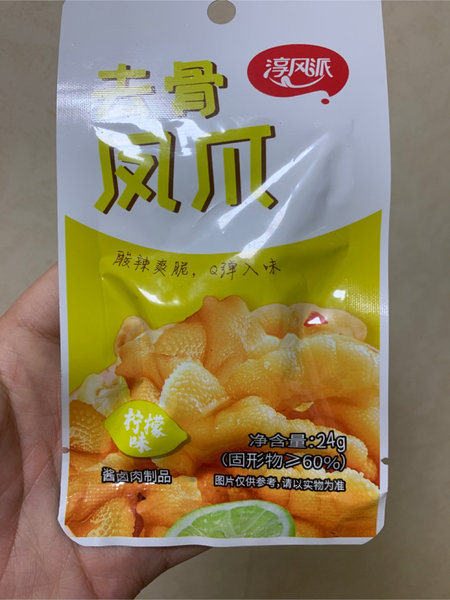 淳风派
去骨
凤爪
酸辣爽脆，Q弹入味
柠檬
味
净含量:24g
(固形物≥60%)
酱卤肉制品
图片仅供参考,请以实物为准